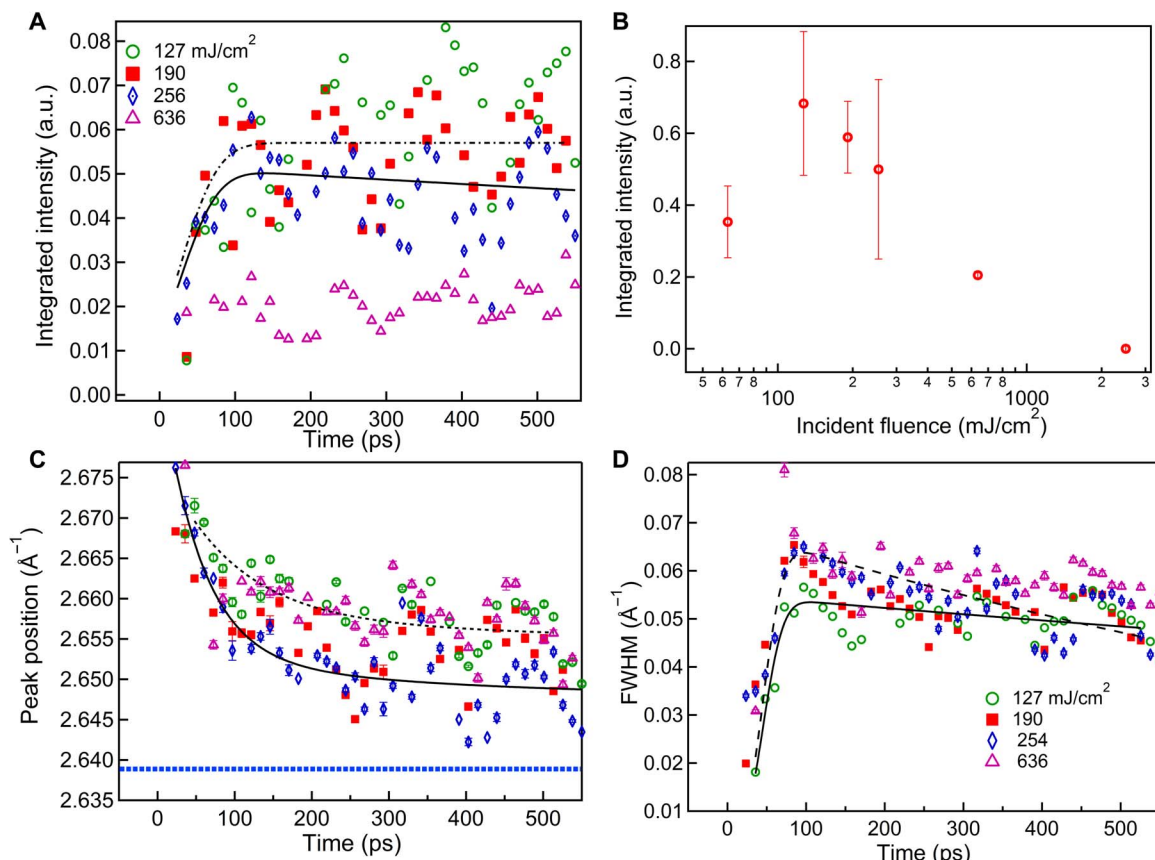 A
0.08
0.07
0.06
0.05
0.04
0.03
0.02
0.01
0.00
Integrated intensity (a.u.)
127 mJ/cm²
190
256
636
0 100 200 300 400 500
Time (ps)
B
0.8
0.6
0.4
0.2
0.0
Integrated intensity (a.u.)
5 6 7 8 2 3 4 5 6 7 8 2 3
100 1000
Incident fluence (mJ/cm²)
C
2.675
2.670
2.665
2.660
2.655
2.650
2.645
2.640
2.635
Peak position (Å⁻¹)
0 100 200 300 400 500
Time (ps)
D
0.08
0.07
0.06
0.05
0.04
0.03
0.02
0.01
FWHM (Å⁻¹)
127 mJ/cm²
190
254
636
0 100 200 300 400 500
Time (ps)